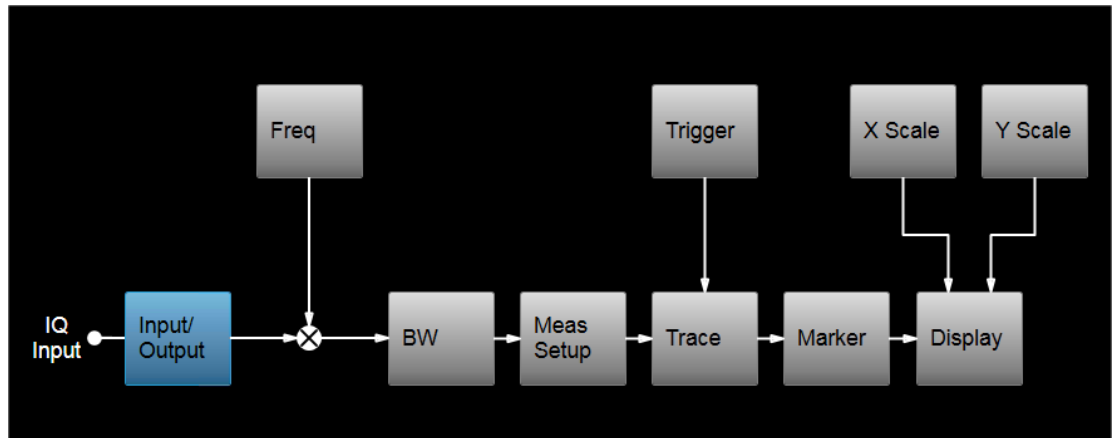 Freq
Trigger
X Scale
Y Scale
IQ
Input
Input/
Output
BW
Meas
Setup
Trace
Marker
Display